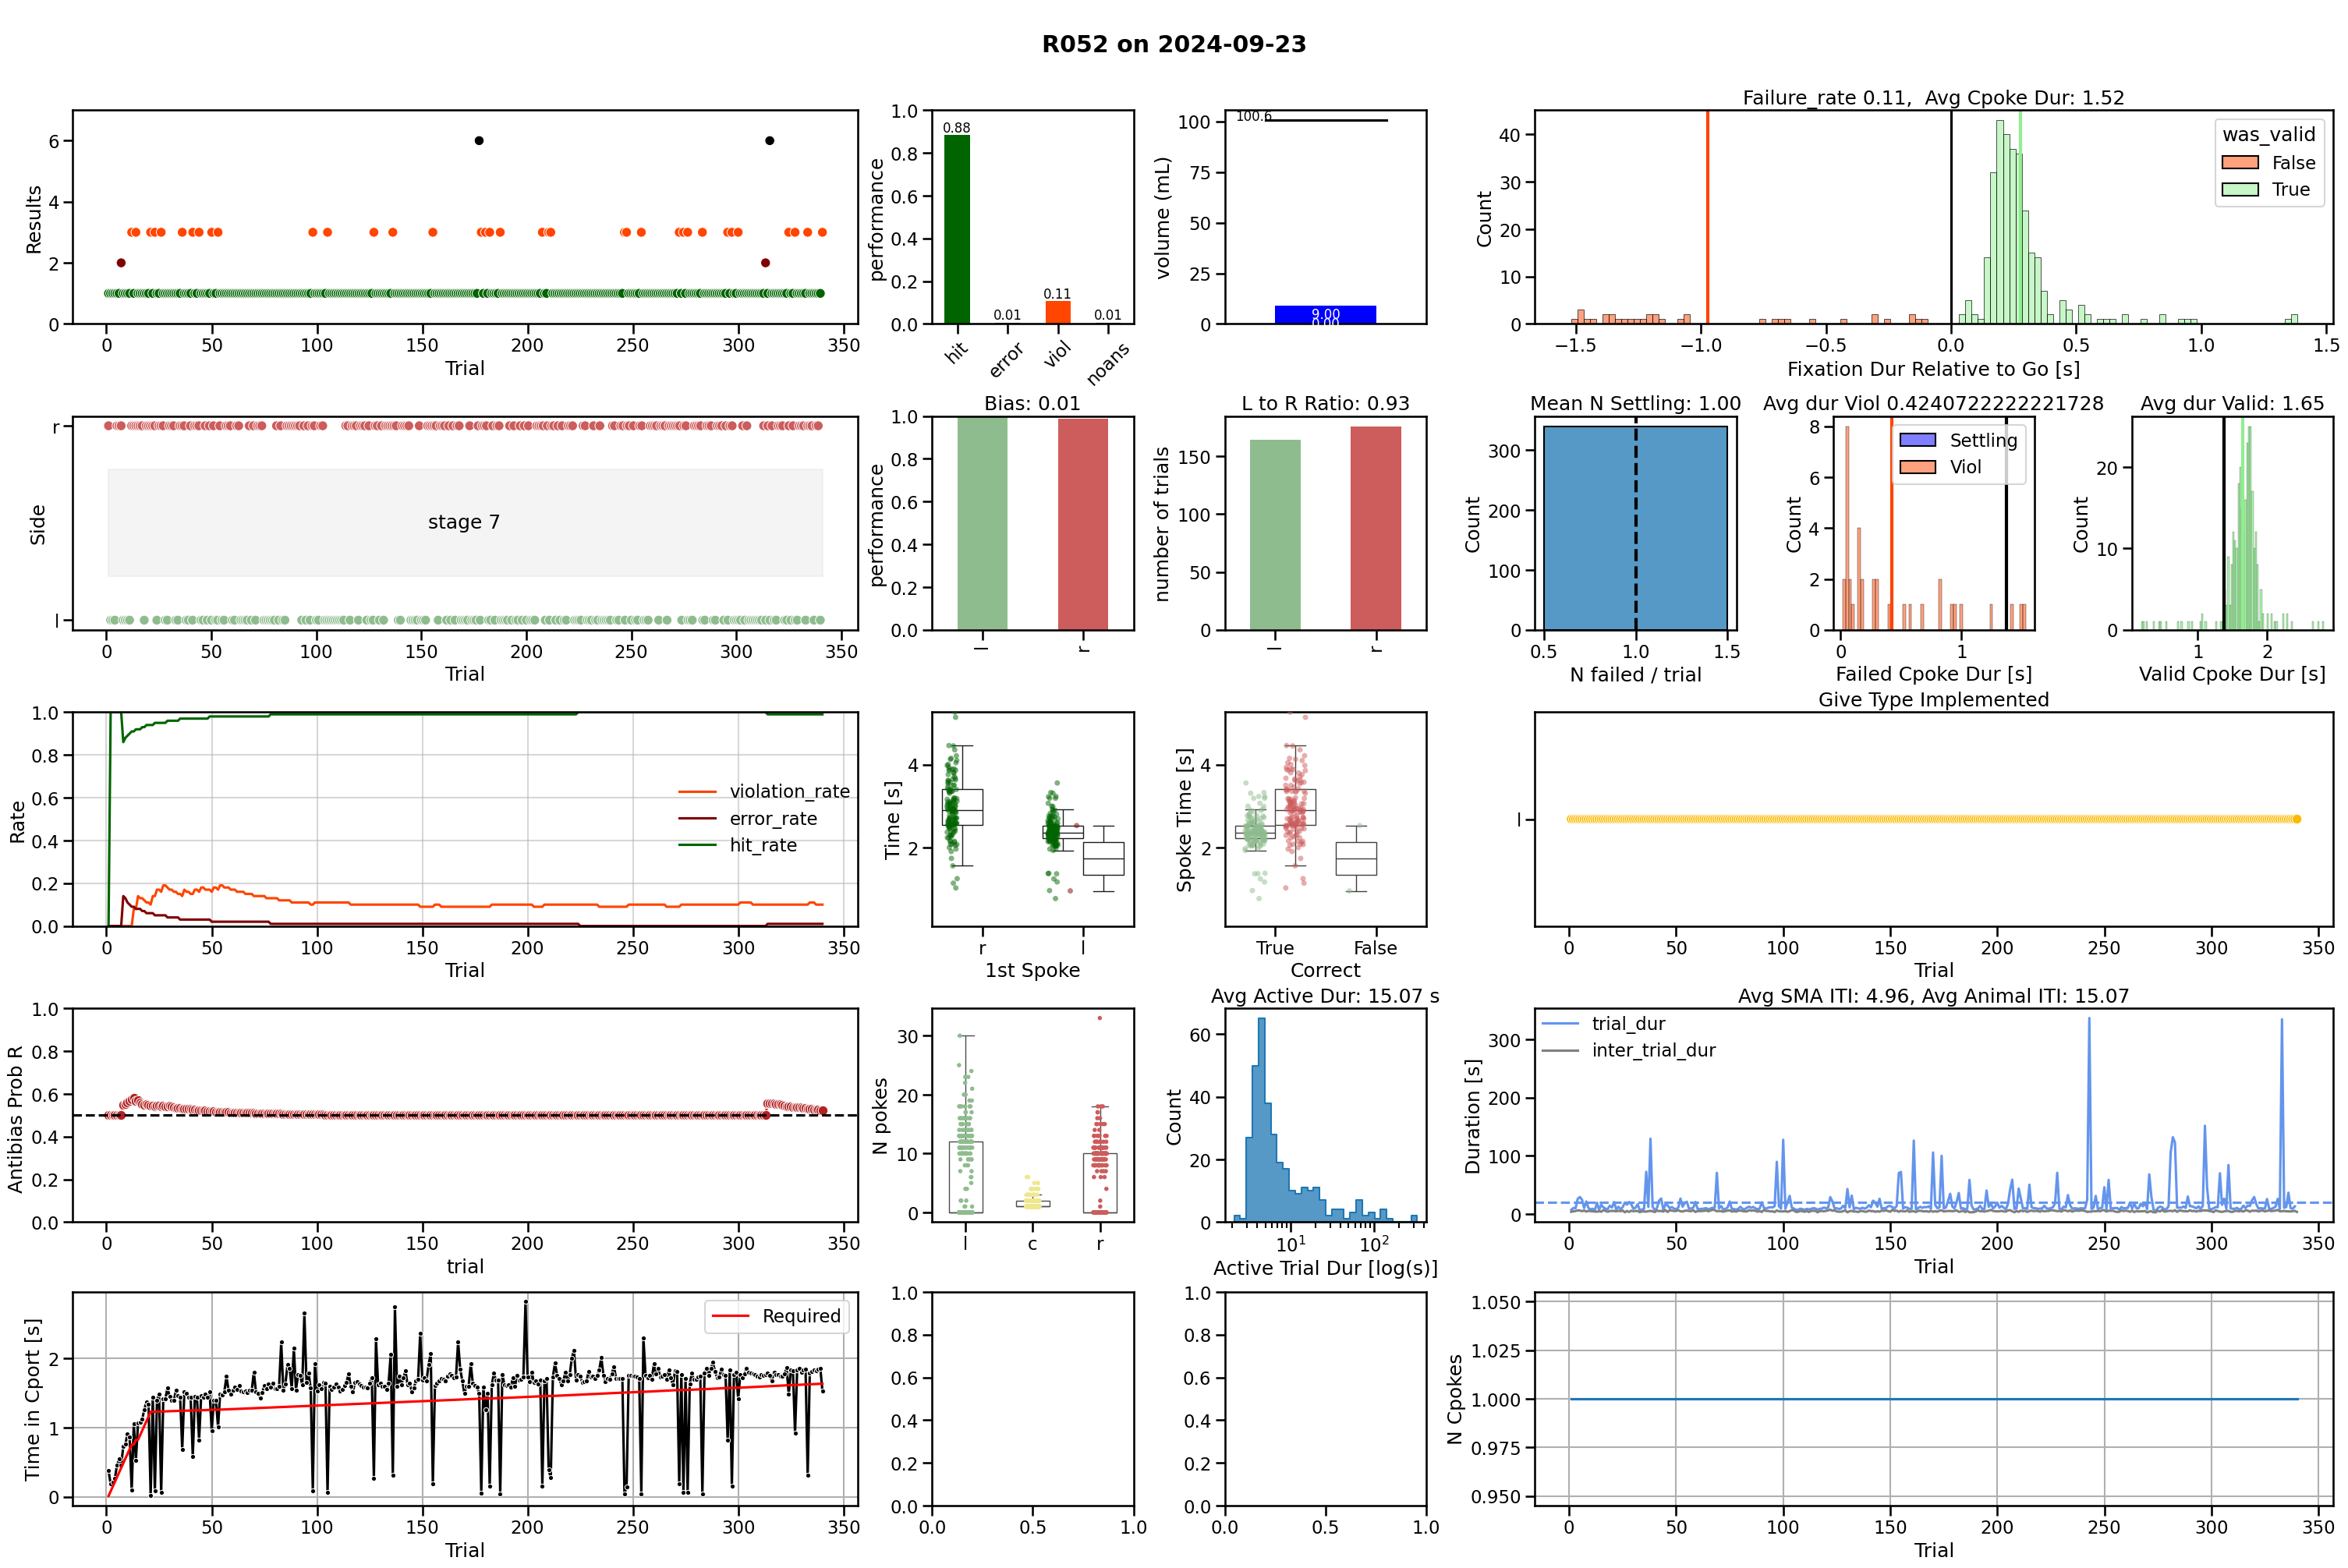 R052 on 2024-09-23
Results
6
4
2
0
0 50 100 150 200 250 300 350
Trial
performance
1.0
0.8
0.6
0.4
0.2
0.0
0.88
0.01
0.11
0.01
hit error viol noans
volume (mL)
100
75
50
25
0
100.6
9.00
0.00
Failure_rate 0.11,  Avg Cpoke Dur: 1.52
Count
40
30
20
10
0
was_valid
False
True
−1.5 −1.0 −0.5 0.0 0.5 1.0 1.5
Fixation Dur Relative to Go [s]
Side
r
l
stage 7
0 50 100 150 200 250 300 350
Trial
Bias: 0.01
performance
1.0
0.8
0.6
0.4
0.2
0.0
l r
L to R Ratio: 0.93
number of trials
150
100
50
0
l r
Mean N Settling: 1.00
Count
300
200
100
0
0.5 1.0 1.5
N failed / trial
Avg dur Viol 0.4240722222221728
Count
8
6
4
2
0
Settling
Viol
0 1
Failed Cpoke Dur [s]
Avg dur Valid: 1.65
Count
20
10
0
1 2
Valid Cpoke Dur [s]
Rate
1.0
0.8
0.6
0.4
0.2
0.0
violation_rate
error_rate
hit_rate
0 50 100 150 200 250 300 350
Trial
Time [s]
4
2
r l
1st Spoke
Spoke Time [s]
4
2
True False
Correct
Give Type Implemented
l
0 50 100 150 200 250 300 350
Trial
Antibias Prob R
1.0
0.8
0.6
0.4
0.2
0.0
0 50 100 150 200 250 300 350
trial
N pokes
30
20
10
0
l c r
Avg Active Dur: 15.07 s
Count
60
40
20
0
10¹ 10²
Active Trial Dur [log(s)]
Avg SMA ITI: 4.96, Avg Animal ITI: 15.07
Duration [s]
300
200
100
0
trial_dur
inter_trial_dur
0 50 100 150 200 250 300 350
Trial
Time in Cport [s]
2
1
0
Required
0 50 100 150 200 250 300 350
Trial
1.0
0.8
0.6
0.4
0.2
0.0
0.0 0.5 1.0
1.0
0.8
0.6
0.4
0.2
0.0
0.0 0.5 1.0
N Cpokes
1.050
1.025
1.000
0.975
0.950
0 50 100 150 200 250 300 350
Trial